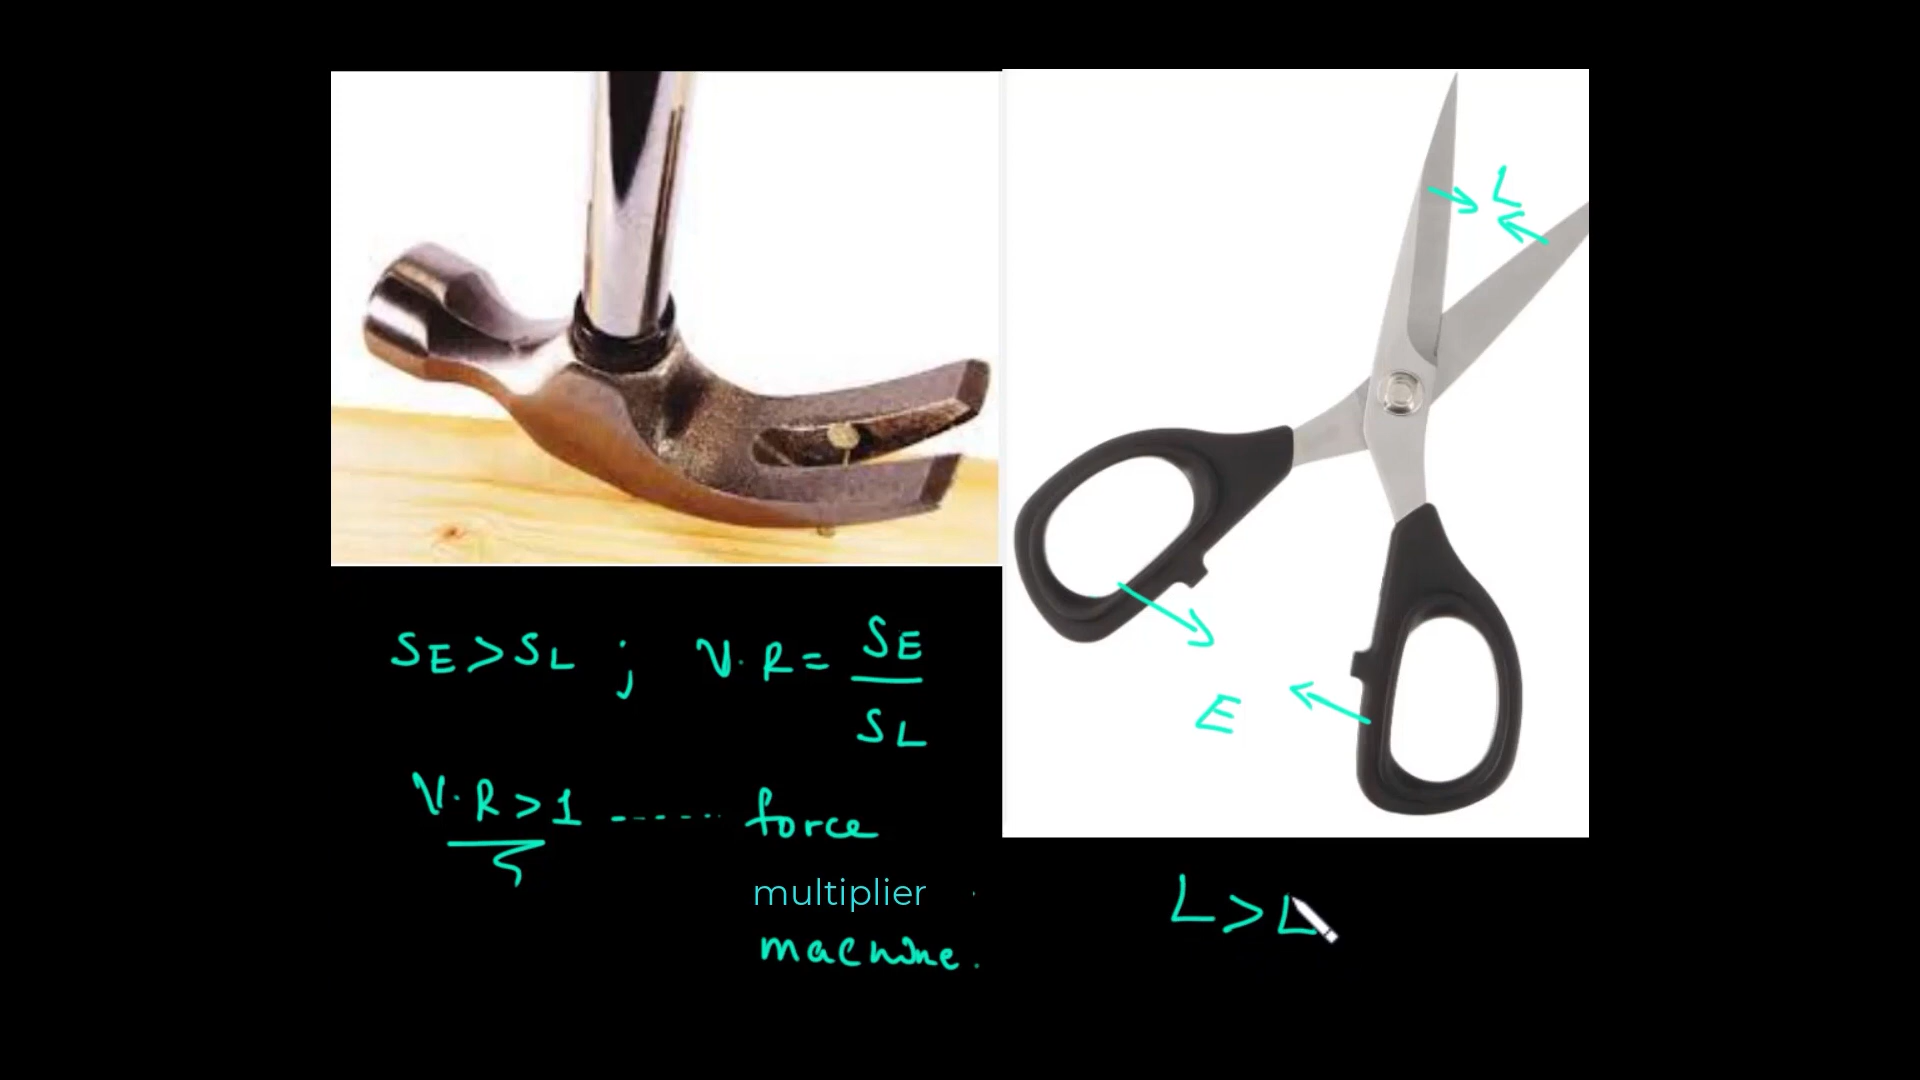 SE > SL ; V.R = SE / SL
V.R > 1 ------ force
multiplier
machine.
L
E
L >